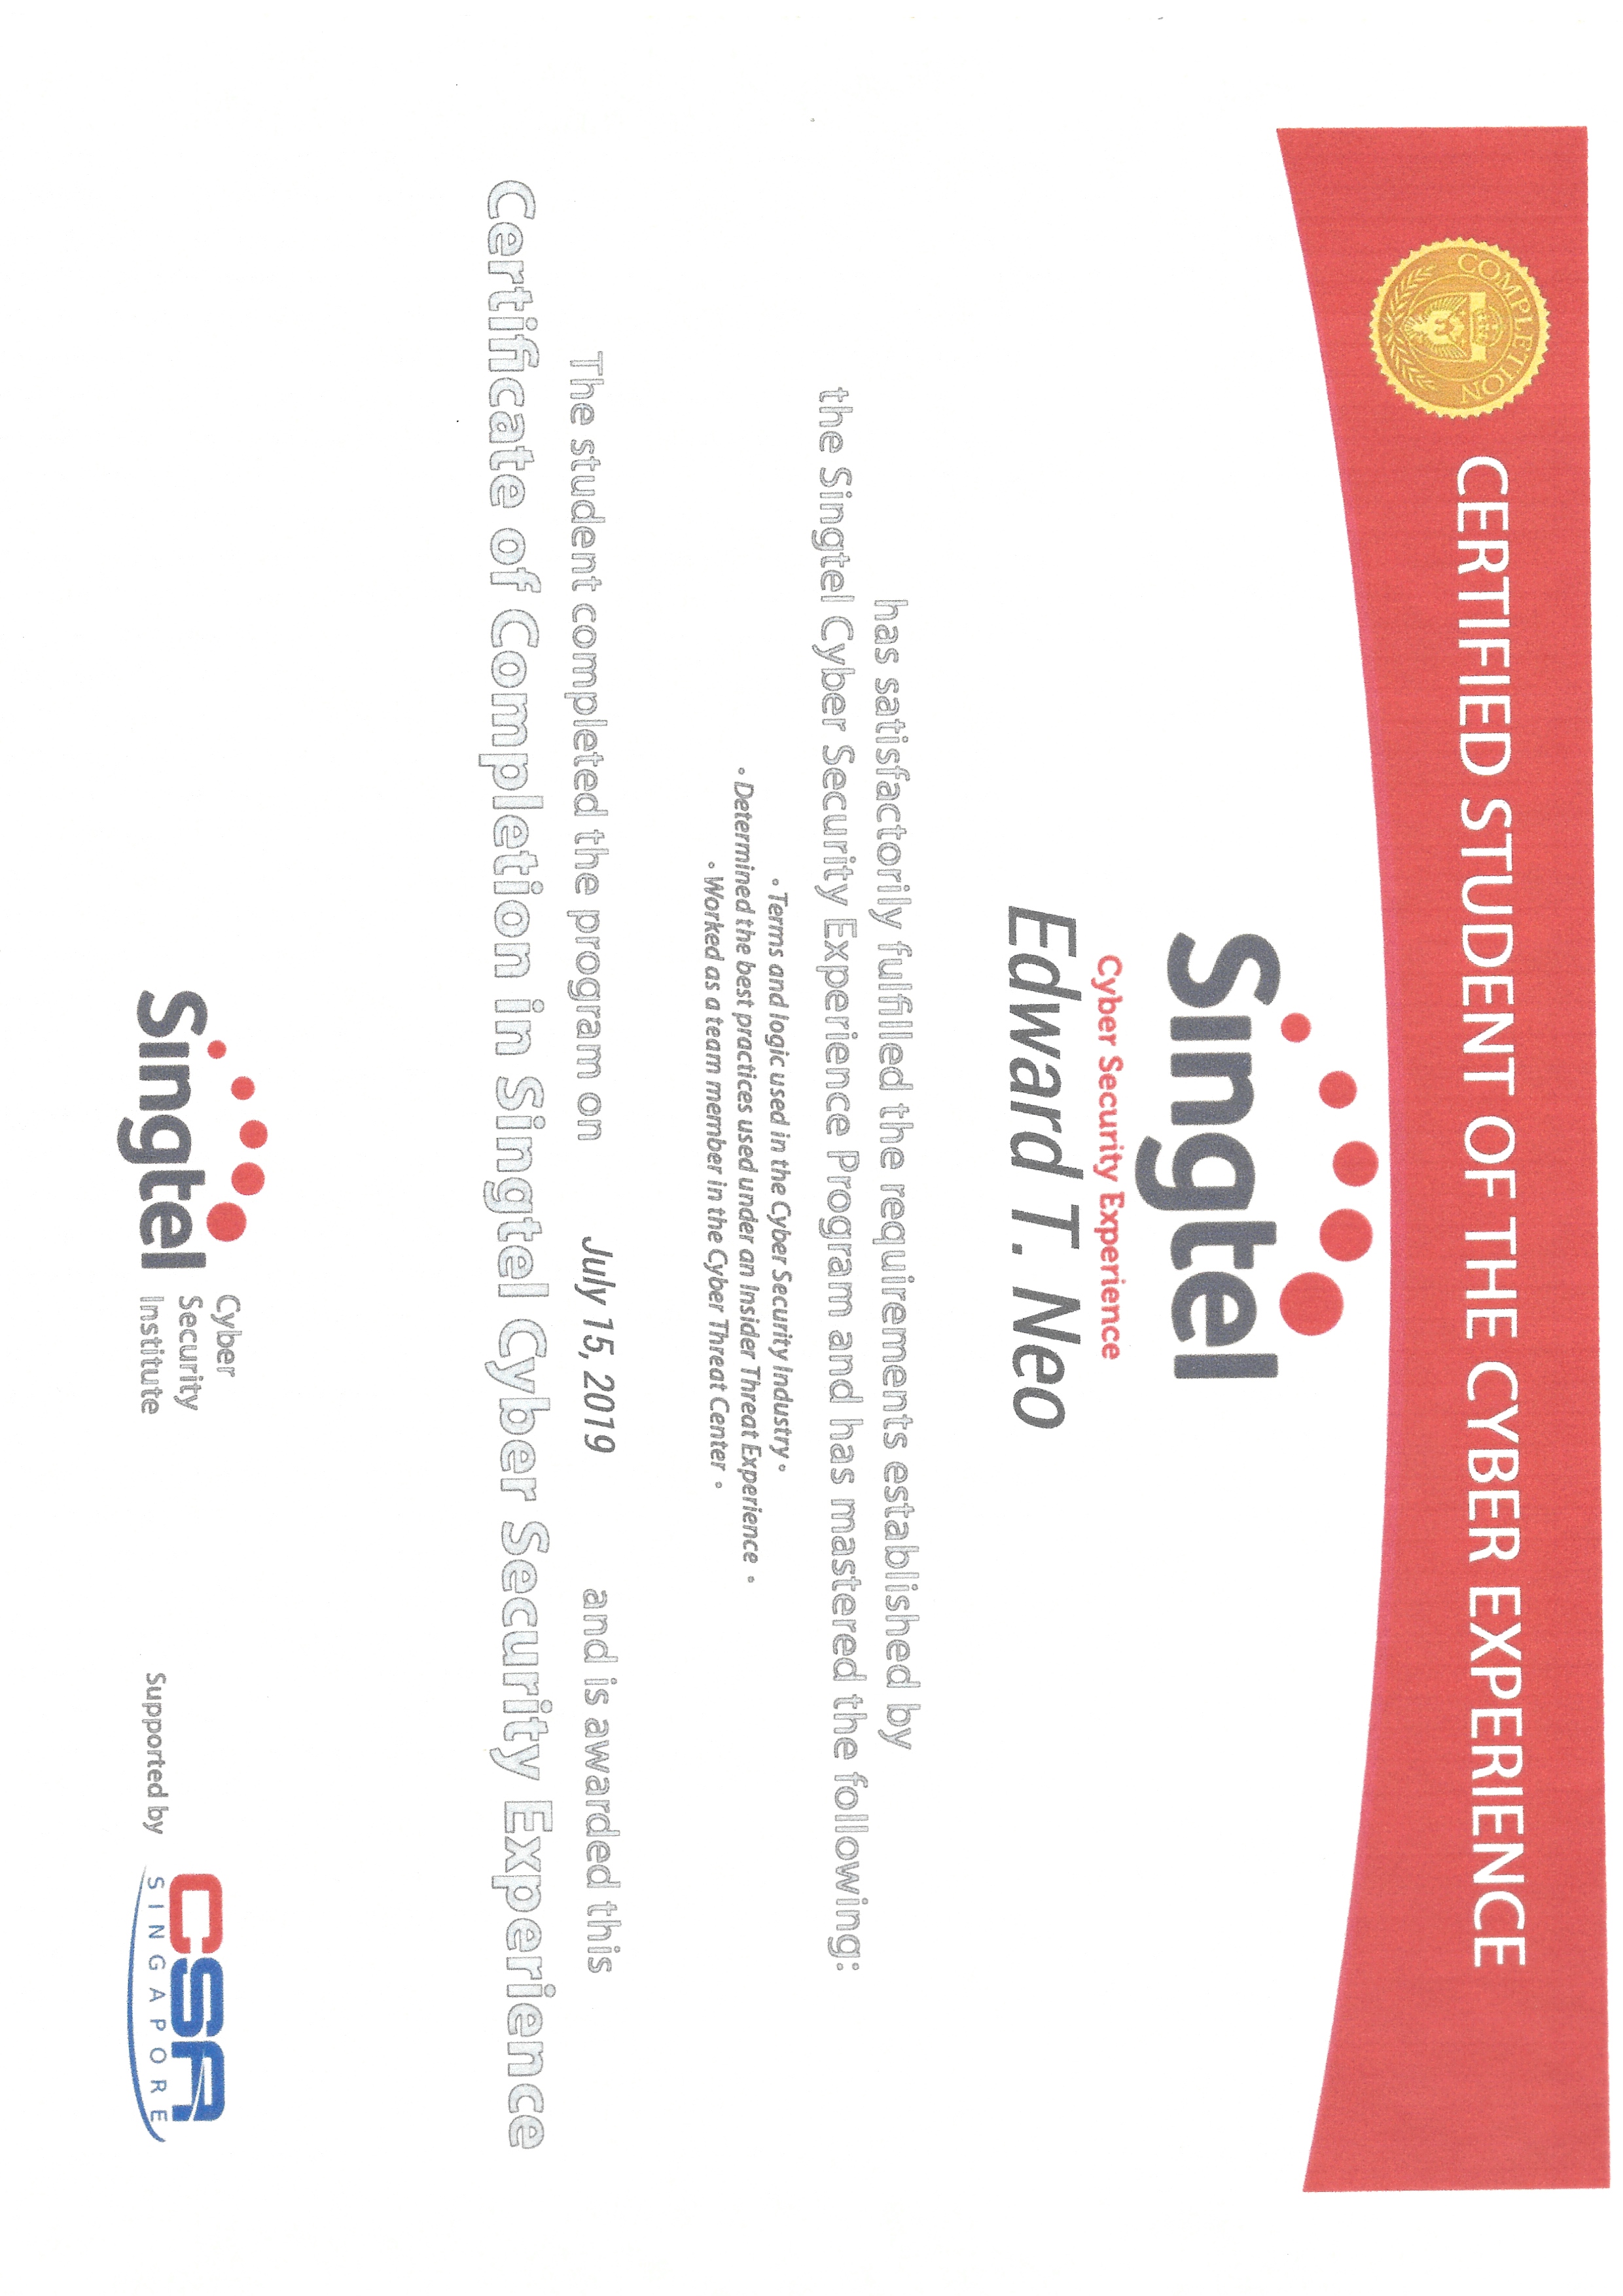 COMPLETION
CERTIFIED STUDENT OF THE CYBER EXPERIENCE
Singtel
Cyber Security Experience
Edward T. Neo
has satisfactorily fulfilled the requirements established by
the Singtel Cyber Security Experience Program and has mastered the following:
• Terms and logic used in the Cyber Security Industry •
• Determined the best practices used under an Insider Threat Experience •
• Worked as a team member in the Cyber Threat Center •
The student completed the program on July 15, 2019 and is awarded this
Certificate of Completion in Singtel Cyber Security Experience
Singtel
Cyber
Security
Institute
Supported by
CSA
SINGAPORE